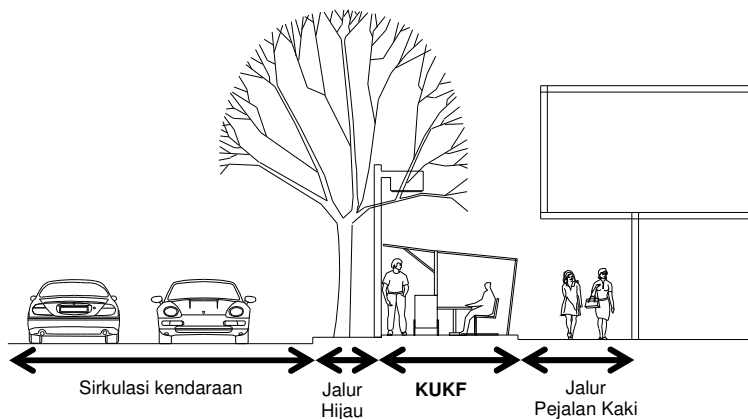 Sirkulasi kendaraan
Jalur
Hijau
KUKF
Jalur
Pejalan Kaki